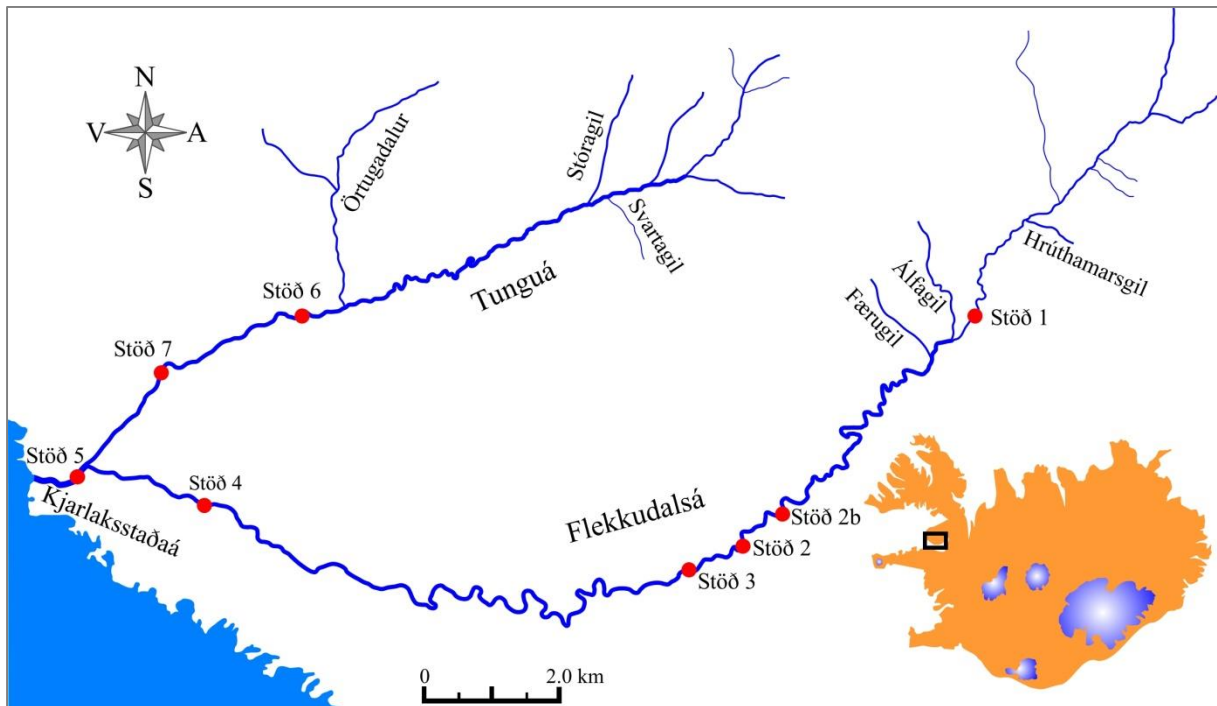 N
V A
S
Örtugadalur
Stóragil
Svartagil
Tunguá
Hrúthamarsgil
Álfagil
Færugil
Stöð 1
Stöð 6
Stöð 7
Stöð 5
Stöð 4
Kjarlaksstaðaá
Flekkudalsá
Stöð 2b
Stöð 2
Stöð 3
0 2.0 km